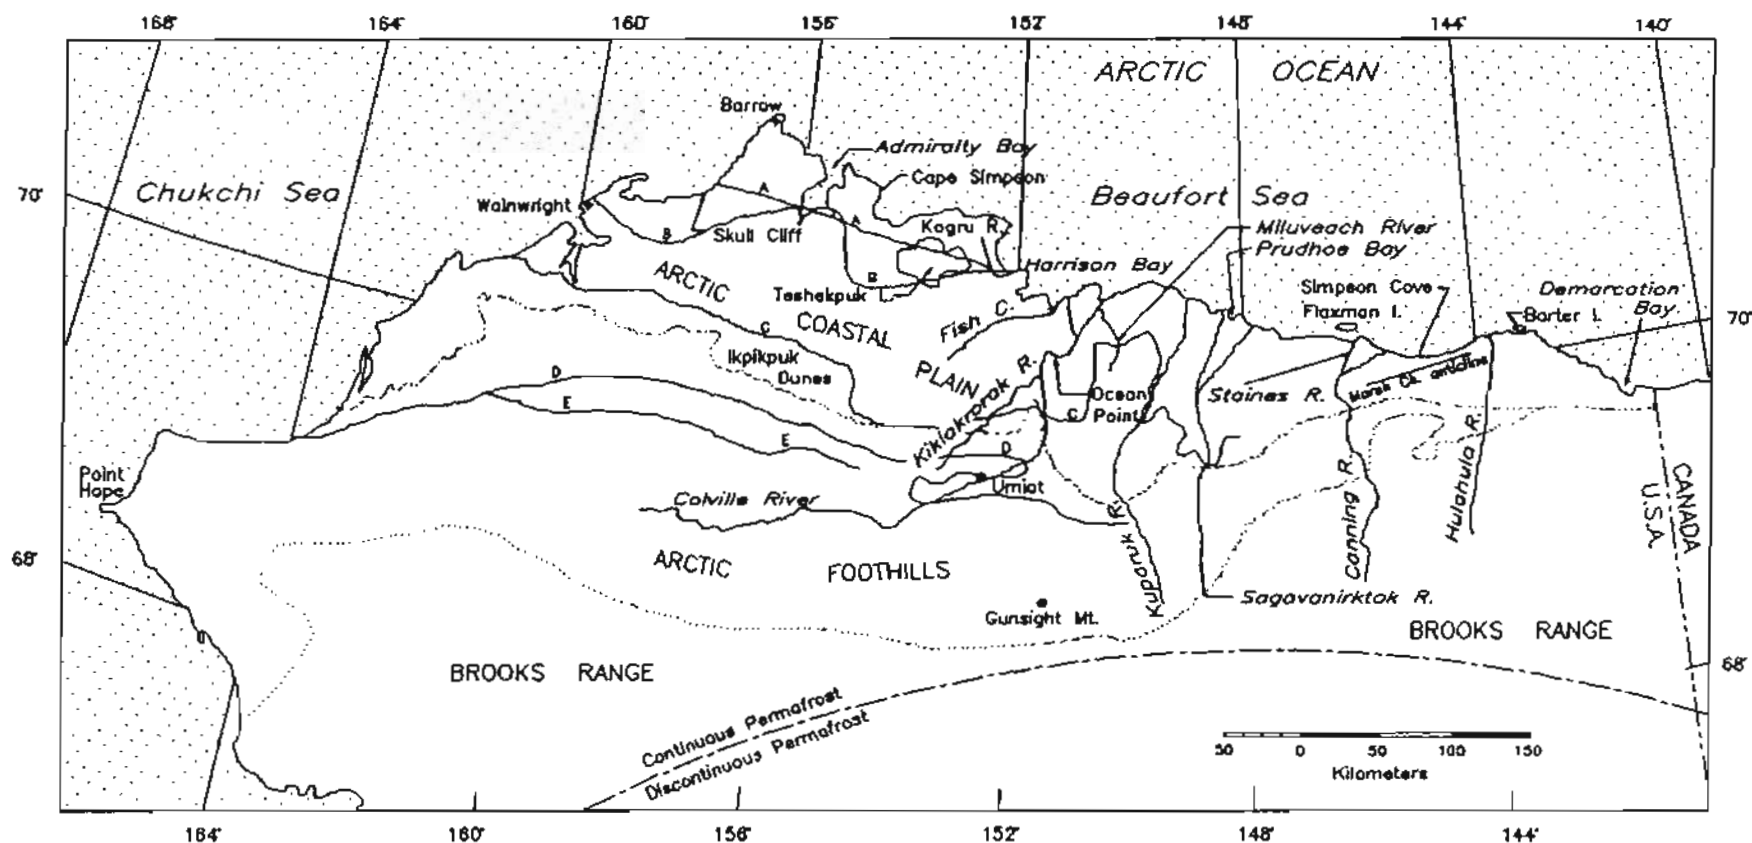 168° 164° 160° 156° 152° 148° 144° 140°
ARCTIC OCEAN
Barrow
Admiralty Bay
Cape Simpson
70°
Chukchi Sea
Wainwright
A
A
Beaufort Sea
B
Skull Cliff
Kogru R.
Miluveach River
Prudhoe Bay
ARCTIC
B
Harrison Bay
Teshekpuk L.
Simpson Cove
Demarcation
Bay
Flaxman I.
Barter I.
70°
C
COASTAL
Fish C.
Ikpikpuk
Dunes
PLAIN
D
E
Kikiakrorak R.
Ocean
Point
C
Staines R.
Marsh Ck. anticline
E
D
Point
Hope
Umiat
Colville River
Kuparuk R.
Canning R.
Hulahula R.
U.S.A.
CANADA
68°
ARCTIC FOOTHILLS
Gunsight Mt.
Sagavanirktok R.
BROOKS RANGE
BROOKS RANGE
68°
Continuous Permafrost
Discontinuous Permafrost
50 0 50 100 150
Kilometers
164° 160° 156° 152° 148° 144°